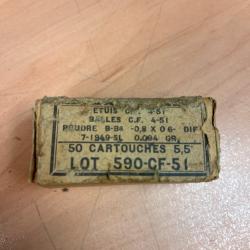 ETUIS C.F. 4-51
BALLES C.F. 4-51
POUDRE B-Ba -0,8 X 0 6- DIF
7-1949-SL 0.094 GR.
50 CARTOUCHES 5,5
LOT 590-CF-51